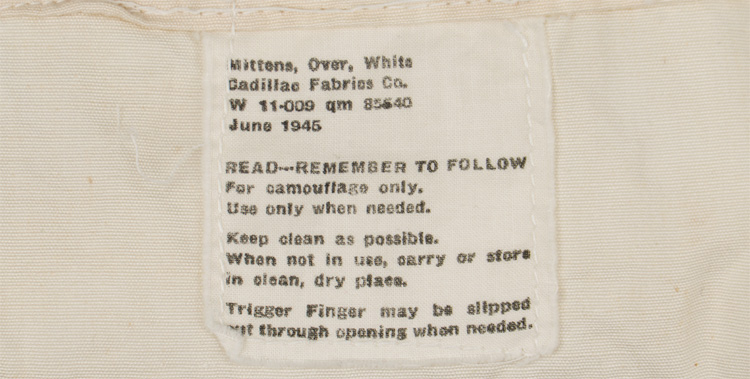 Mittens, Over, White
Cadillac Fabrics Co.
W 11-009 qm 85640
June 1945
READ--REMEMBER TO FOLLOW
For camouflage only.
Use only when needed.
Keep clean as possible.
When not in use, carry or store
in clean, dry place.
Trigger Finger may be slipped
out through opening when needed.